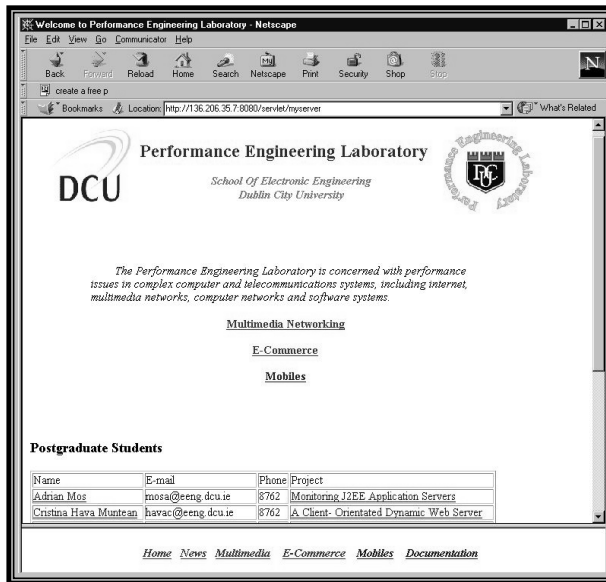 Welcome to Performance Engineering Laboratory - Netscape
File Edit View Go Communicator Help
Back Forward Reload Home Search Netscape Print Security Shop Stop
My
N
create a free p
Bookmarks Location: http://136.206.35.7:8080/servlet/myserver What's Related
DCU
Performance Engineering Laboratory
School Of Electronic Engineering
Dublin City University
Performance Engineering Laboratory
DCU
The Performance Engineering Laboratory is concerned with performance
issues in complex computer and telecommunications systems, including internet,
multimedia networks, computer networks and software systems.
Multimedia Networking
E-Commerce
Mobiles
Postgraduate Students
Name E-mail Phone Project
Adrian Mos mosa@eeng.dcu.ie 8762 Monitoring J2EE Application Servers
Cristina Hava Muntean havac@eeng.dcu.ie 8762 A Client- Orientated Dynamic Web Server
Home News Multimedia E-Commerce Mobiles Documentation